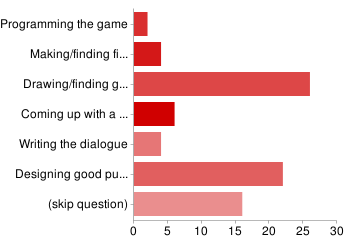 Programming the game
Making/finding fi...
Drawing/finding g...
Coming up with a ...
Writing the dialogue
Designing good pu...
(skip question)
0 5 10 15 20 25 30